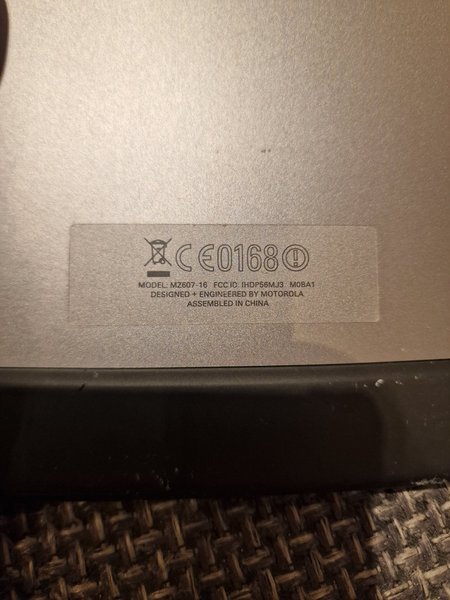 CE0168
MODEL: MZ607-16 FCC ID: IHDP56MJ3 M0BA1
DESIGNED + ENGINEERED BY MOTOROLA
ASSEMBLED IN CHINA